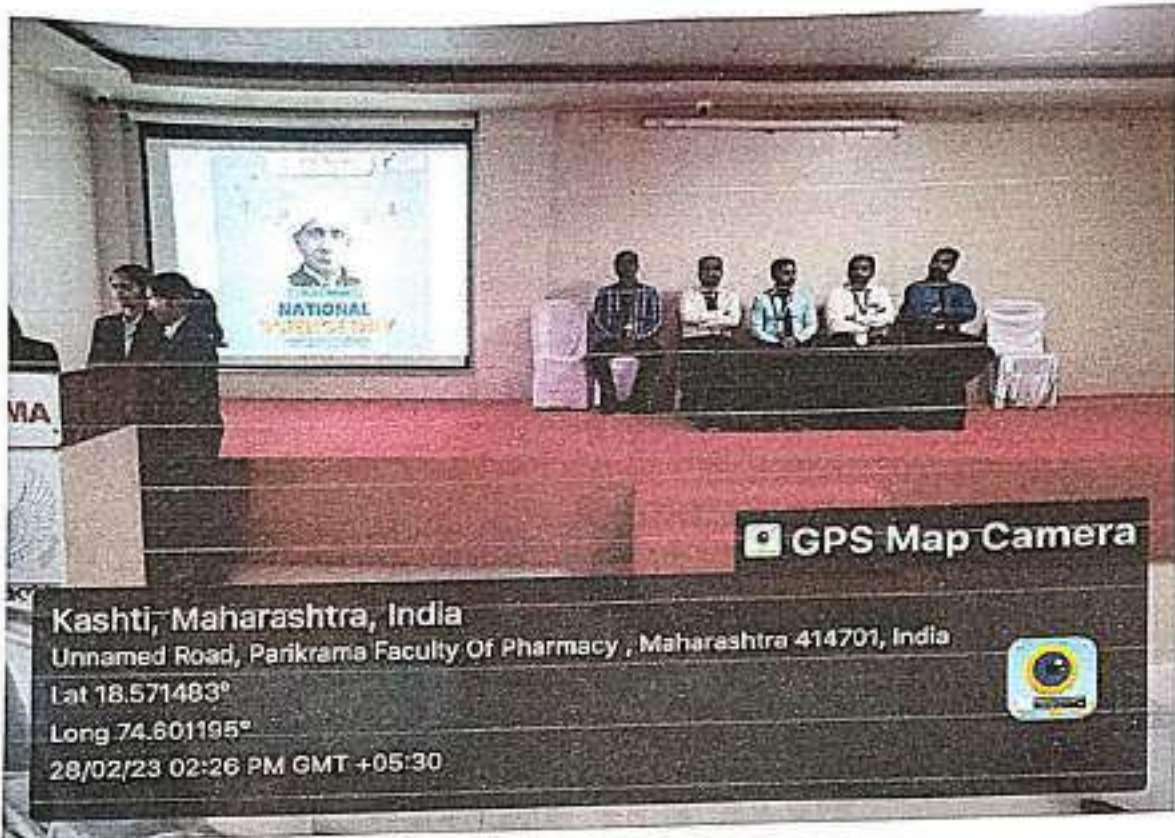 NATIONAL
MA
GPS Map Camera
Kashti, Maharashtra, India
Unnamed Road, Parikrama Faculty Of Pharmacy , Maharashtra 414701, India
Lat 18.571483°
Long 74.601195°
28/02/23 02:26 PM GMT +05:30